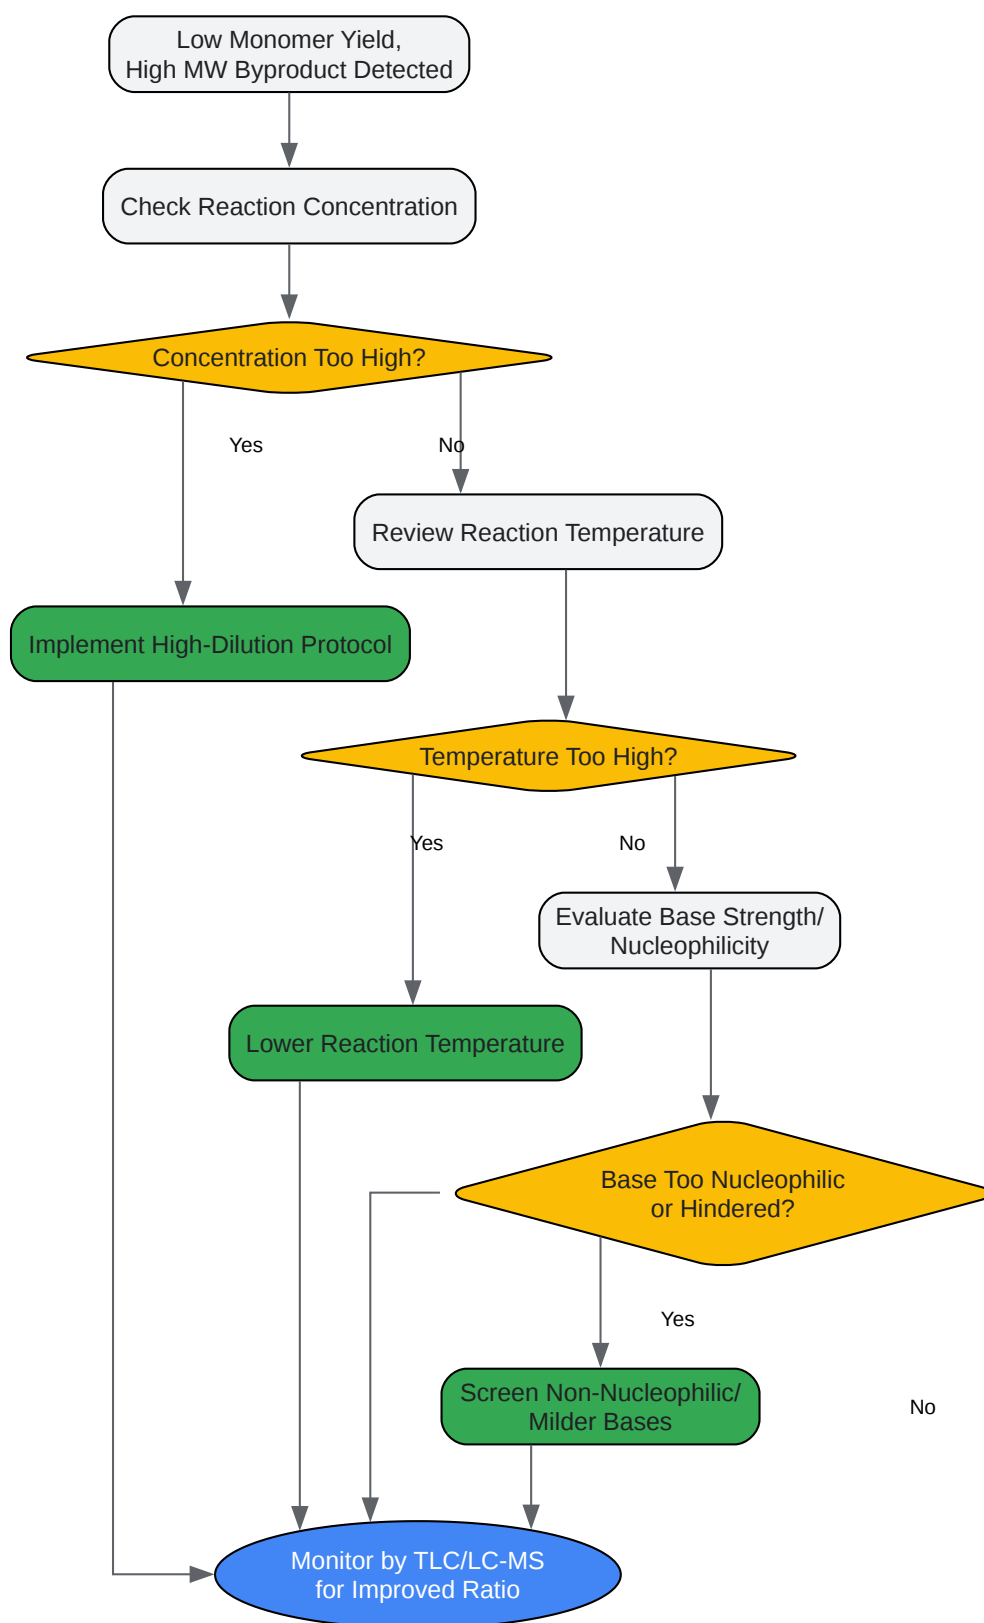 Low Monomer Yield,
High MW Byproduct Detected
Check Reaction Concentration
Concentration Too High?
Yes
No
Review Reaction Temperature
Implement High-Dilution Protocol
Temperature Too High?
Yes
No
Evaluate Base Strength/
Nucleophilicity
Lower Reaction Temperature
Base Too Nucleophilic
or Hindered?
Yes
Screen Non-Nucleophilic/
Milder Bases
No
Monitor by TLC/LC-MS
for Improved Ratio